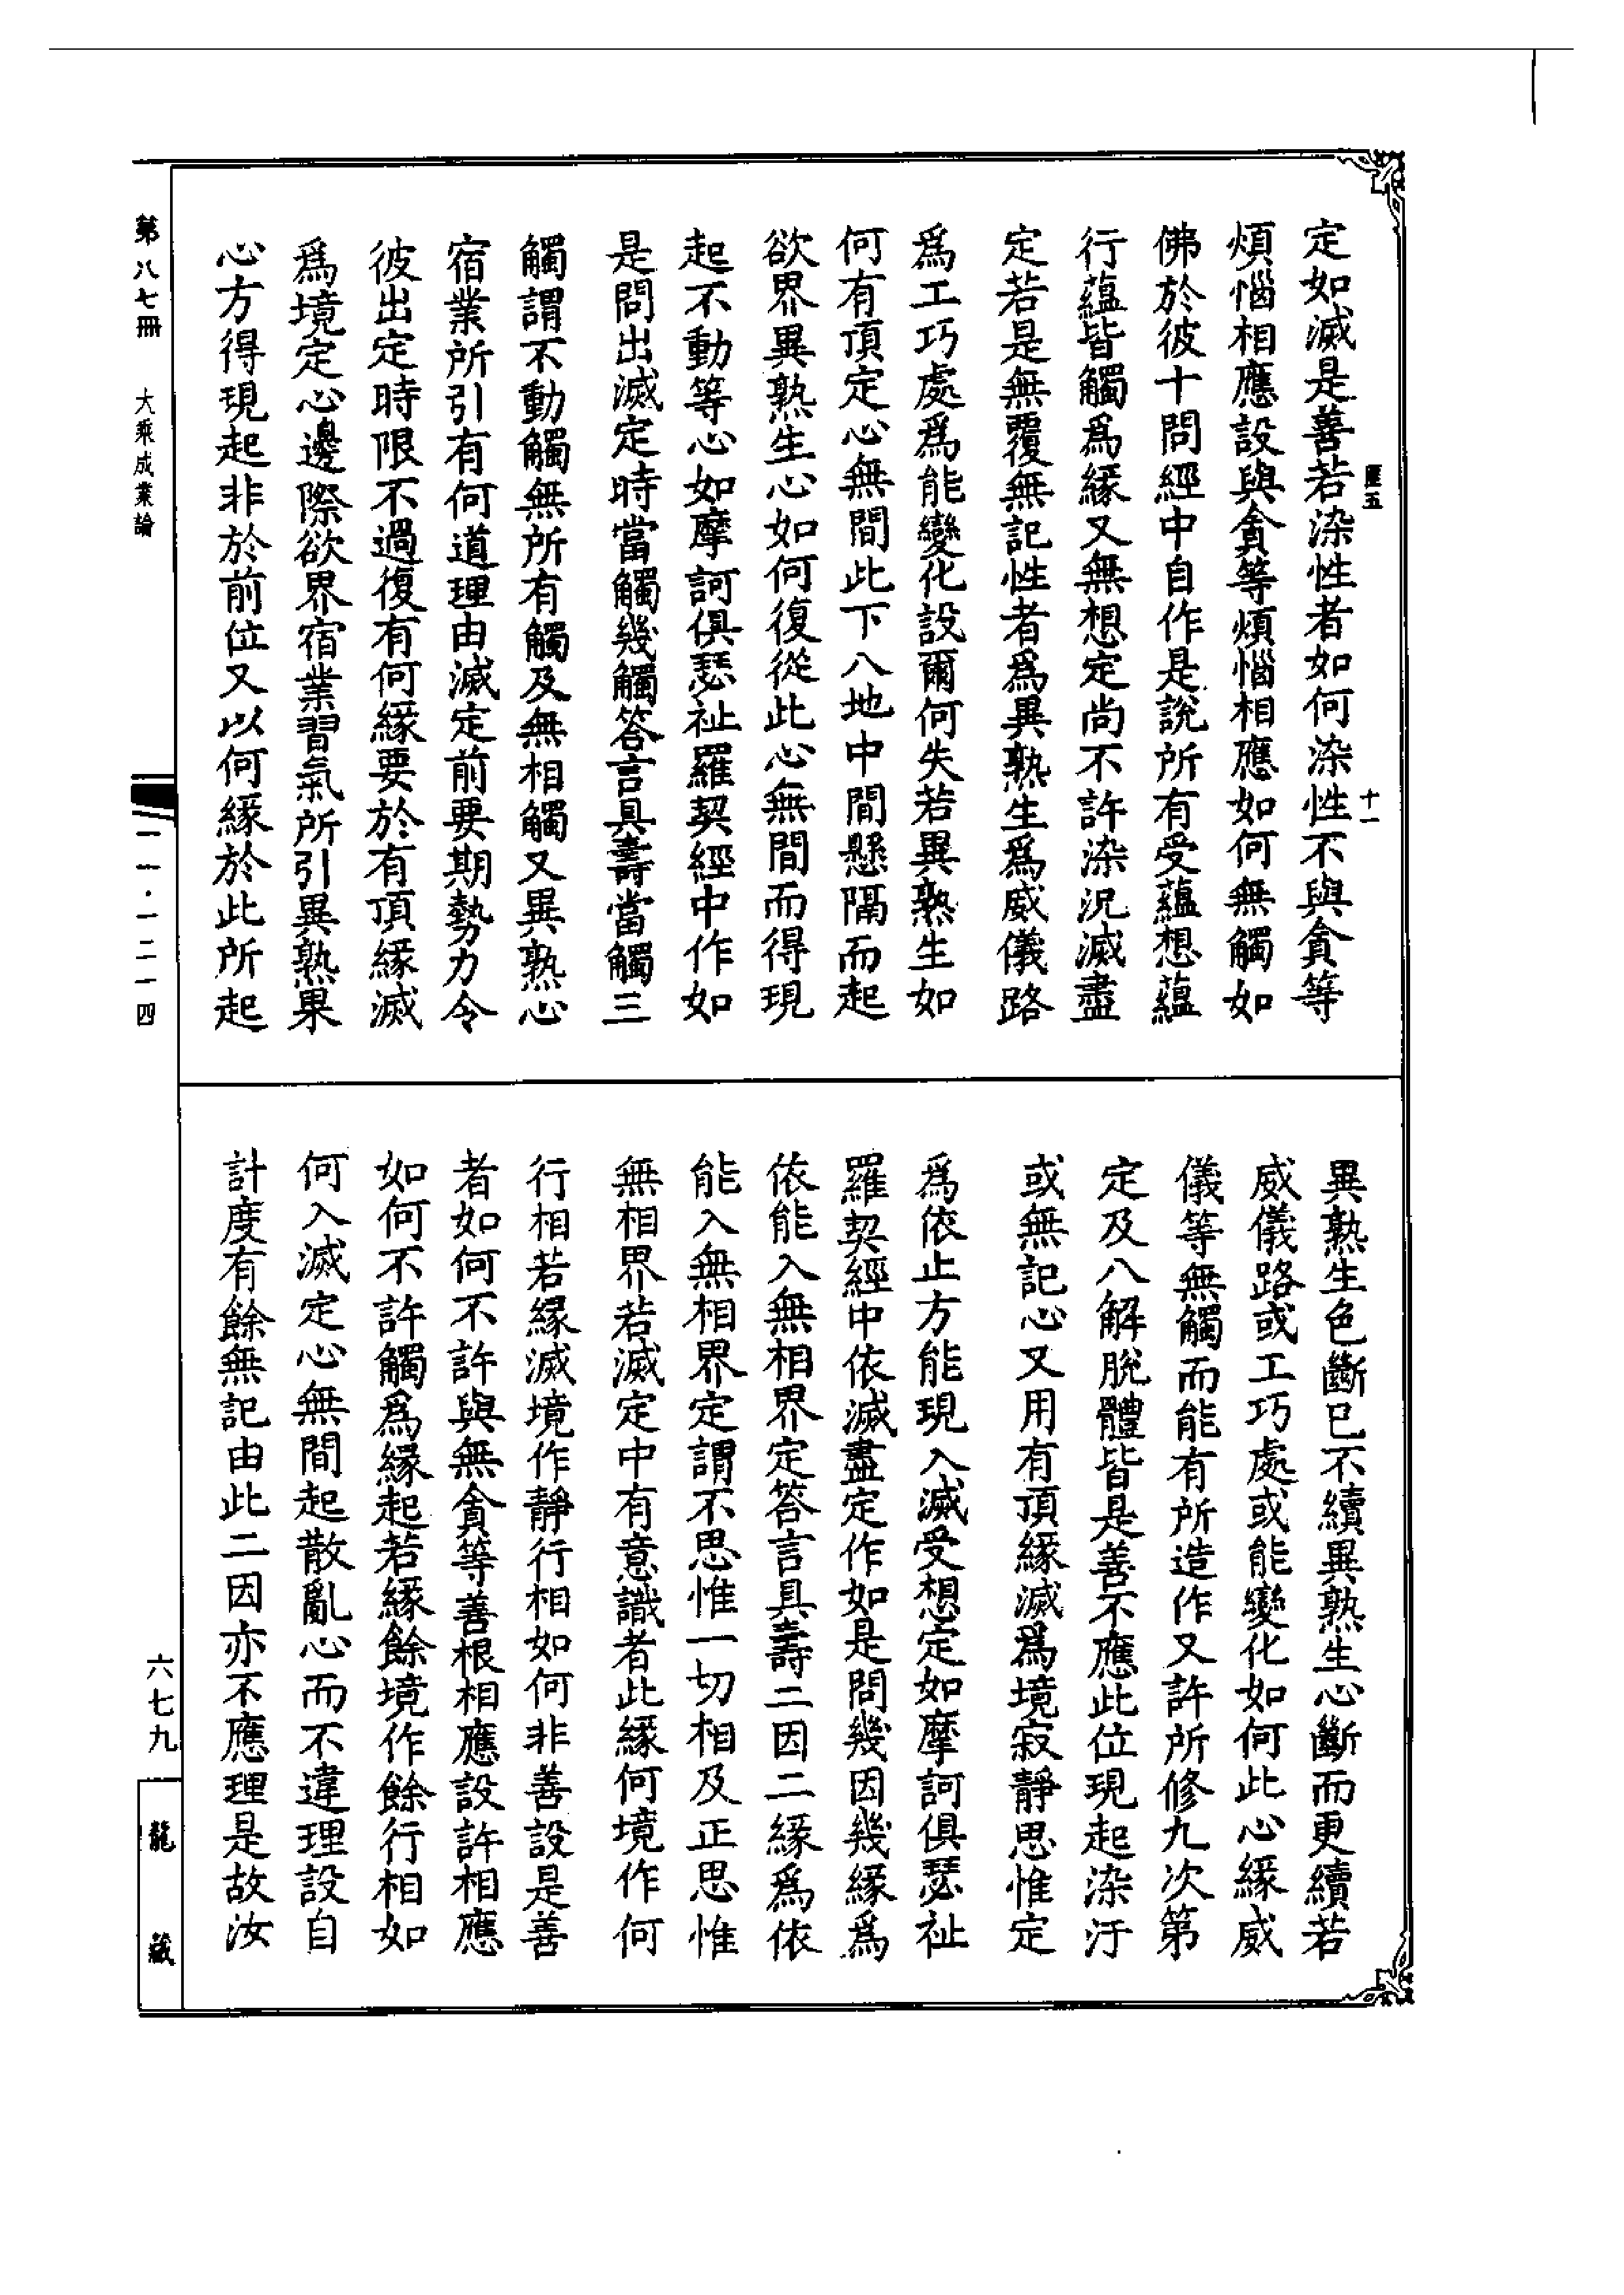 匪五
十一
定如滅是善若染性者如何染性不與貪等
煩惱相應設與貪等煩惱相應如何無觸如
佛於彼十問經中自作是說所有受蘊想蘊
行蘊皆觸為緣又無想定尚不許染況滅盡
定若是無覆無記性者為異熟生為威儀路
為工巧處為能變化設爾何失若異熟生如
何有頂定心無間此下八地中間懸隔而起
欲界異熟生心如何復從此心無間而得現
起不動等心如摩訶俱瑟祉羅契經中作如
是問出滅定時當觸幾觸答言具壽當觸三
觸謂不動觸無所有觸及無相觸又異熟心
宿業所引有何道理由滅定前要期勢力令
彼出定時限不過復有何緣要於有頂緣滅
為境定心邊際欲界宿業習氣所引異熟果
心方得現起非於前位又以何緣於此所起
異熟生色斷已不續異熟生心斷而更續若
威儀路或工巧處或能變化如何此心緣威
儀等無觸而能有所造作又許所修九次第
定及八解脫體皆是善不應此位現起染汙
或無記心又用有頂緣滅為境寂靜思惟定
為依止方能現入滅受想定如摩訶俱瑟祉
羅契經中依滅盡定作如是問幾因幾緣為
依能入無相界定答言具壽二因二緣為依
能入無相界定謂不思惟一切相及正思惟
無相界若滅定中有意識者此緣何境作何
行相若緣滅境作靜行相如何非善設是善
者如何不許與無貪等善根相應設許相應
如何不許觸為緣起若緣餘境作餘行相如
何入滅定心無間起散亂心而不違理設自
計度有餘無記由此二因亦不應理是故汝
第八七冊
大乘成業論
一一·一二一四
六七九
龍藏